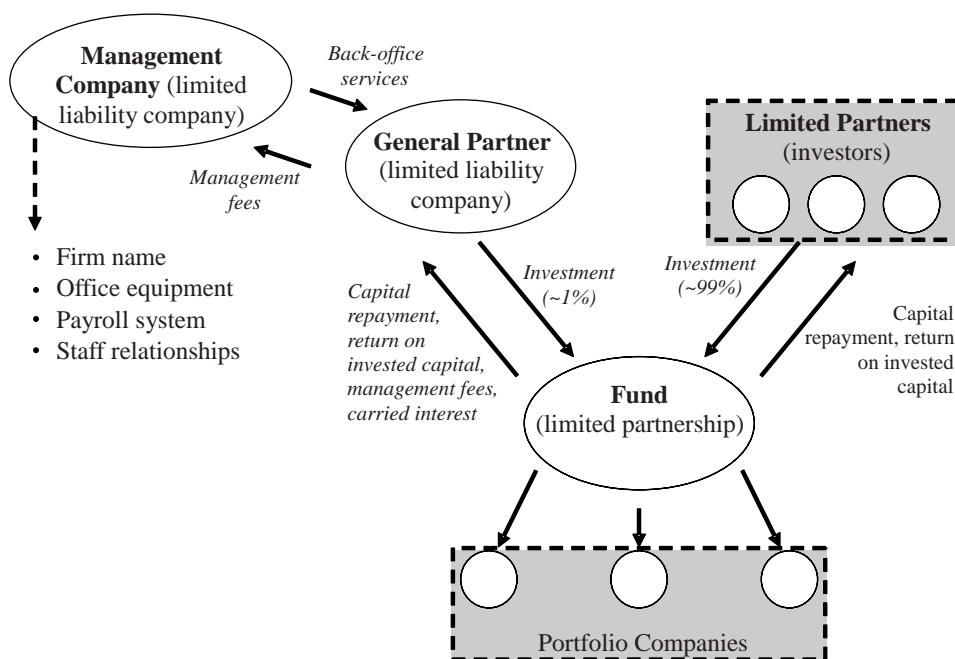 Management
Company (limited
liability company)
Back-office
services
General Partner
(limited liability
company)
Management
fees
Limited Partners
(investors)
• Firm name
• Office equipment
• Payroll system
• Staff relationships
Capital
repayment,
return on
invested capital,
management fees,
carried interest
Investment
(~1%)
Investment
(~99%)
Capital
repayment, return
on invested
capital
Fund
(limited partnership)
Portfolio Companies